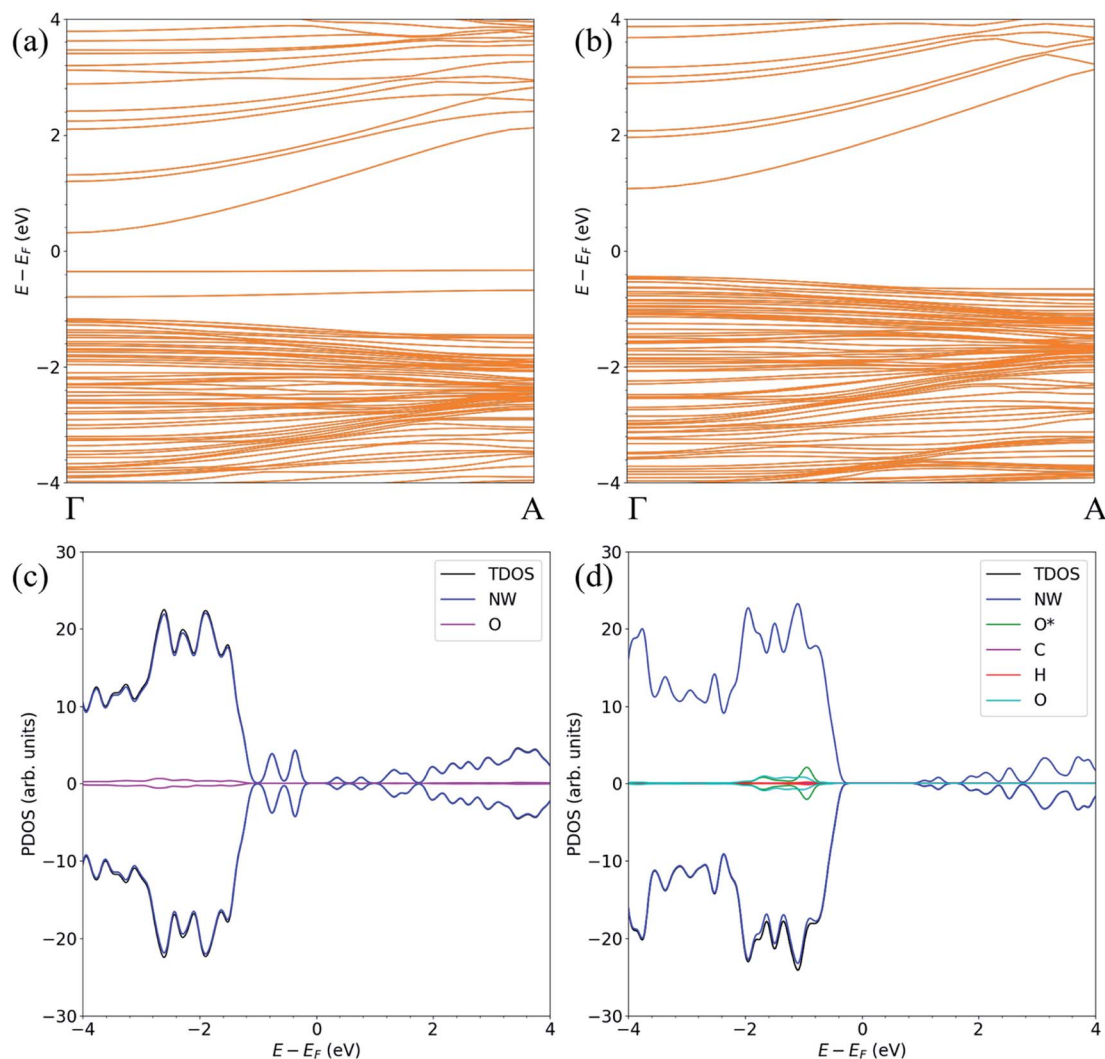 (a)
4
2
0
−2
−4
E − E_F (eV)
Γ
A
(b)
4
2
0
−2
−4
E − E_F (eV)
Γ
A
(c)
30
20
10
0
−10
−20
−30
PDOS (arb. units)
TDOS
NW
O
−4 −2 0 2 4
E − E_F (eV)
(d)
30
20
10
0
−10
−20
−30
PDOS (arb. units)
TDOS
NW
O*
C
H
O
−4 −2 0 2 4
E − E_F (eV)